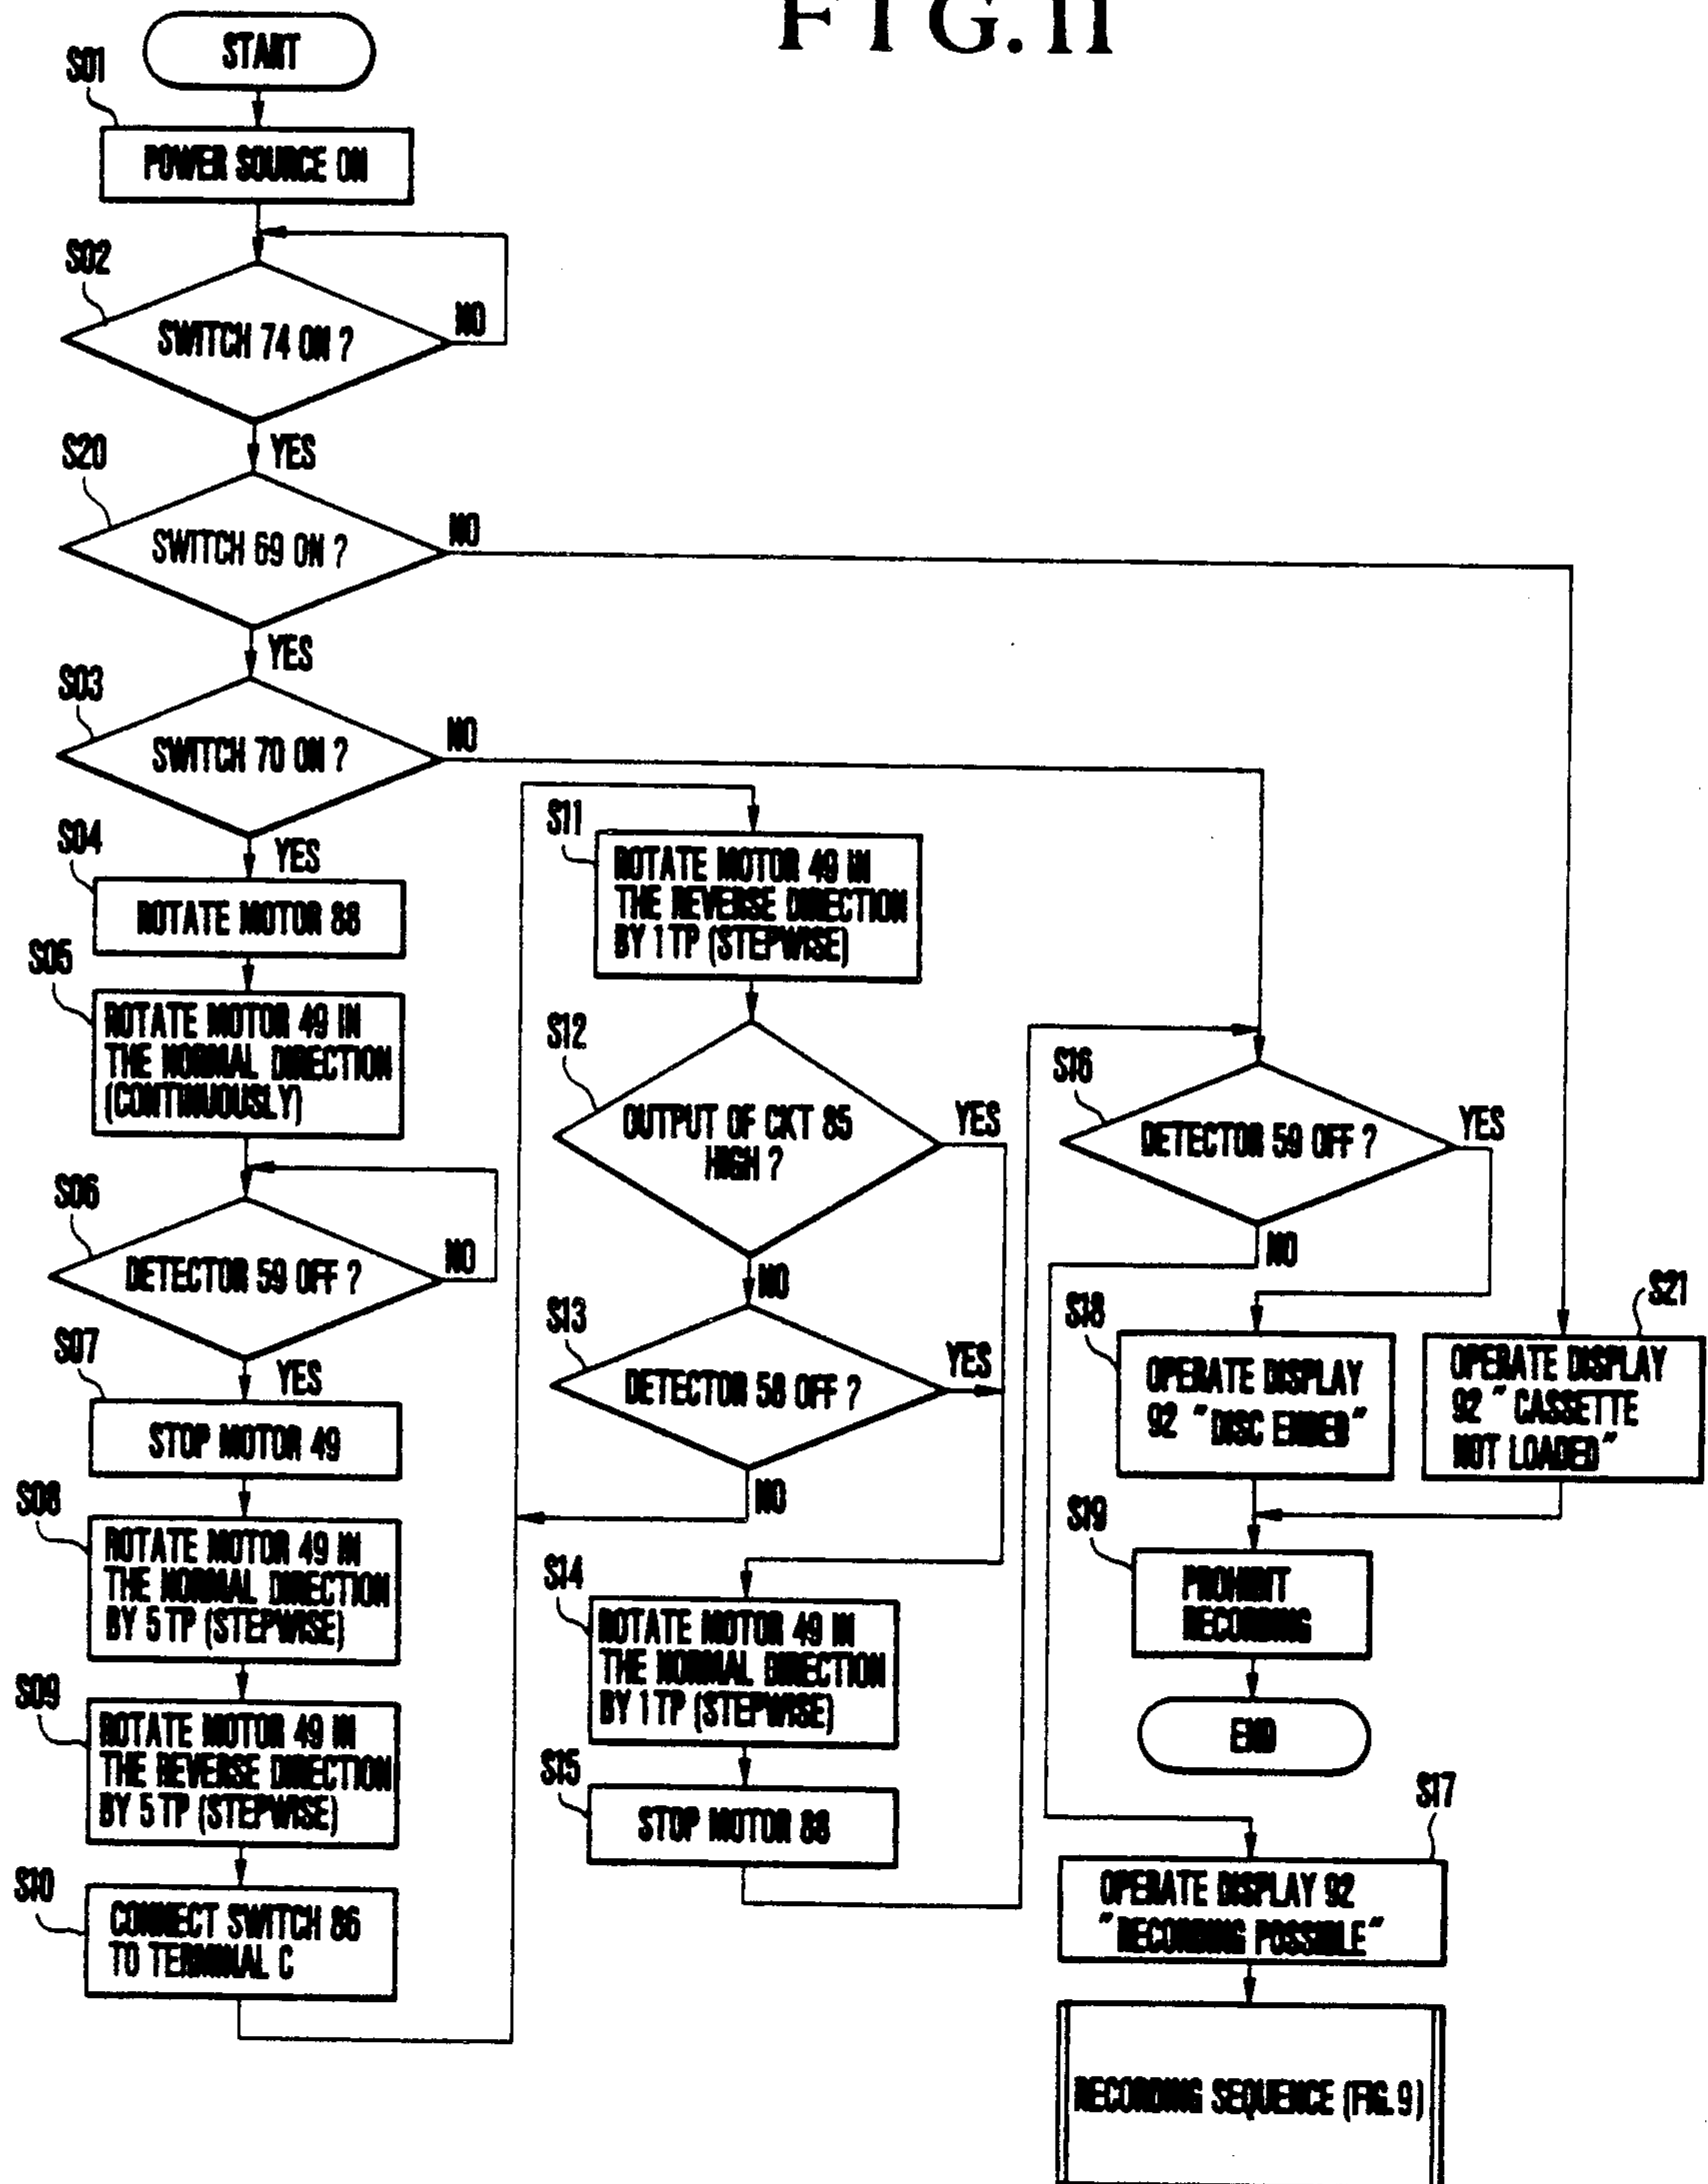 FIG. 11
START
S01
POWER SOURCE ON
S02
SWITCH 74 ON ?
NO
YES
S20
SWITCH 69 ON ?
NO
YES
S03
SWITCH 70 ON ?
NO
YES
S04
ROTATE MOTOR 88
S05
ROTATE MOTOR 49 IN
THE NORMAL DIRECTION
(CONTINUOUSLY)
S06
DETECTOR 59 OFF ?
NO
YES
S07
STOP MOTOR 49
S08
ROTATE MOTOR 49 IN
THE NORMAL DIRECTION
BY 5 TP (STEPWISE)
S09
ROTATE MOTOR 49 IN
THE REVERSE DIRECTION
BY 5 TP (STEPWISE)
S10
CONNECT SWITCH 86
TO TERMINAL C
S11
ROTATE MOTOR 49 IN
THE REVERSE DIRECTION
BY 1 TP (STEPWISE)
S12
OUTPUT OF CKT 85
HIGH ?
YES
NO
S13
DETECTOR 58 OFF ?
YES
NO
S14
ROTATE MOTOR 49 IN
THE NORMAL DIRECTION
BY 1 TP (STEPWISE)
S15
STOP MOTOR 88
S16
DETECTOR 59 OFF ?
YES
NO
S18
OPERATE DISPLAY
92 "DISC ENDED"
S21
OPERATE DISPLAY
92 "CASSETTE
NOT LOADED"
S19
PROHIBIT
RECORDING
END
S17
OPERATE DISPLAY 92
"RECORDING POSSIBLE"
RECORDING SEQUENCE (FIG. 9)